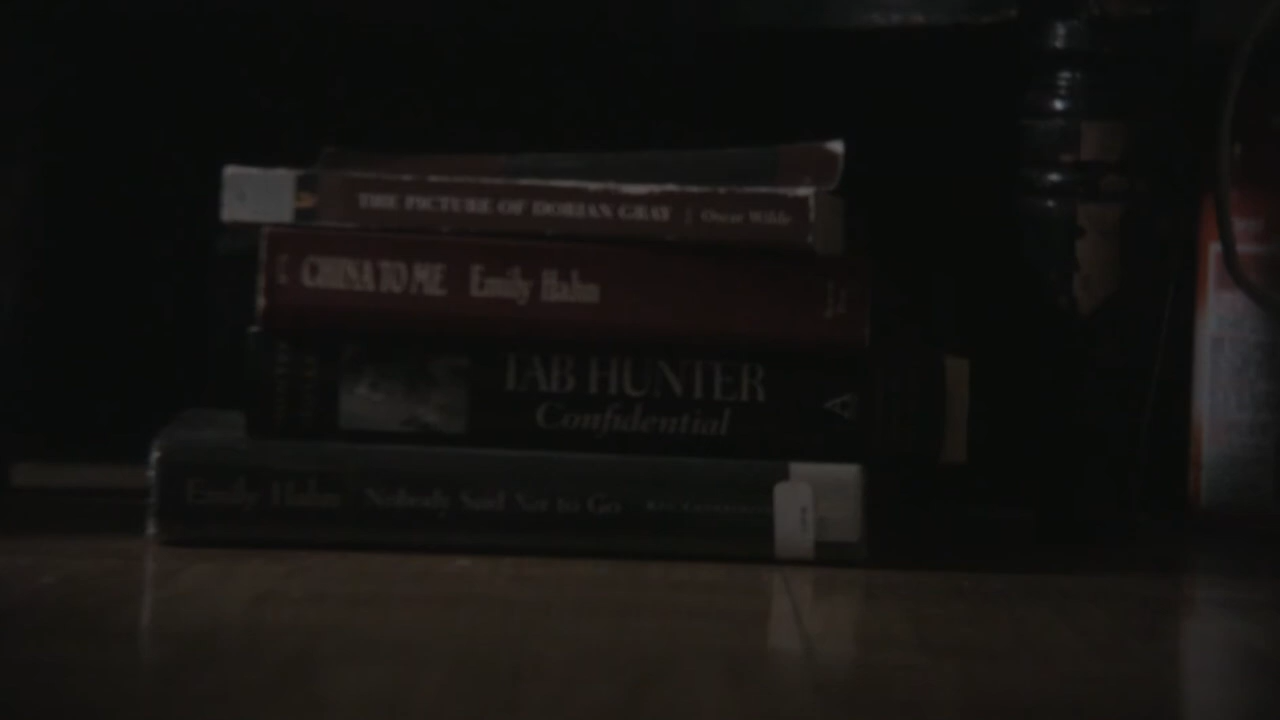 THE PICTURE OF DORIAN GRAY | Oscar Wilde
CHINA TO ME Emily Hahn
TAB HUNTER
Confidential
A
Emily Hahn Nobody Said Not to Go